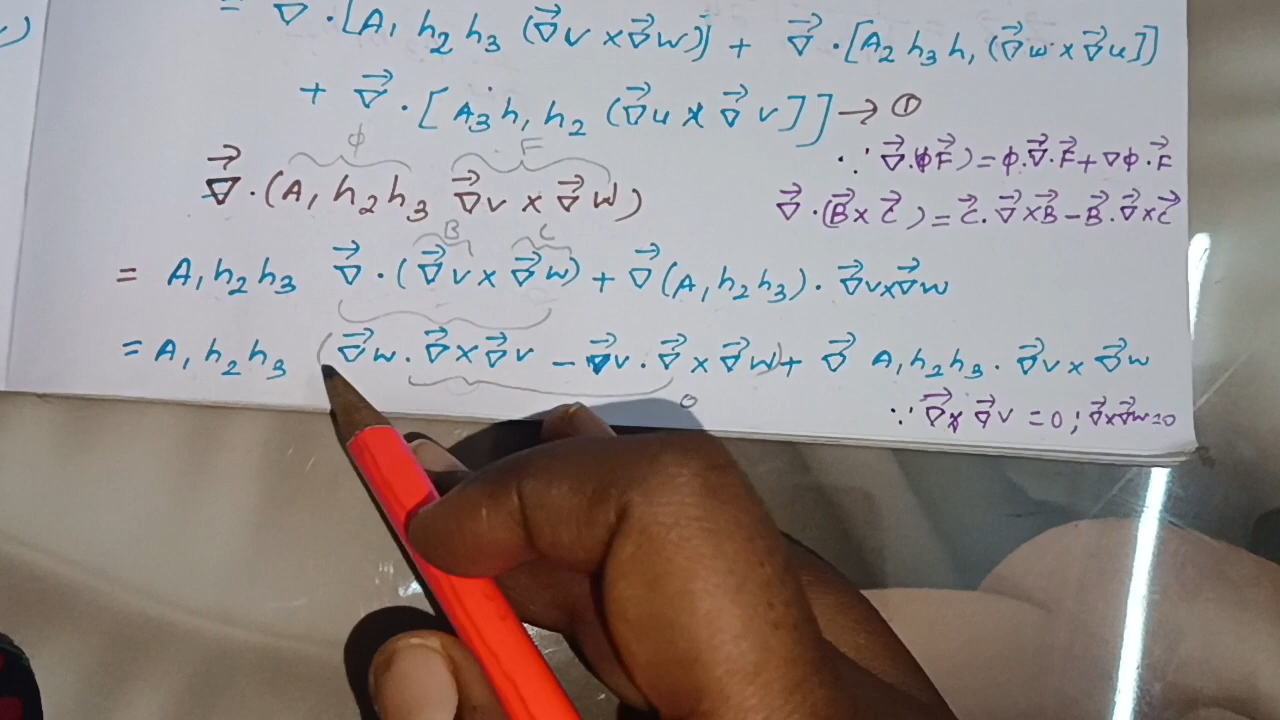 = ∇⃗ · [A₁ h₂ h₃ (∇⃗v × ∇⃗w)] + ∇⃗ · [A₂ h₃ h₁ (∇⃗w × ∇⃗u]]
+ ∇⃗ · [A₃ h₁ h₂ (∇⃗u × ∇⃗v]] → ①
ϕ F
∵ ∇⃗·(ϕF⃗) = ϕ·∇⃗·F⃗ + ∇ϕ·F⃗
∇⃗ · (A₁ h₂ h₃ ∇⃗v × ∇⃗w)
∇⃗·(B⃗ × C⃗) = C⃗·∇⃗×B⃗ − B⃗·∇⃗×C⃗
B C
= A₁ h₂ h₃ ∇⃗ · (∇⃗v × ∇⃗w) + ∇⃗(A₁ h₂ h₃) · ∇⃗v × ∇⃗w
= A₁ h₂ h₃ (∇⃗w · ∇⃗ × ∇⃗v − ∇⃗v · ∇⃗ × ∇⃗w) + ∇⃗ A₁ h₂ h₃ · ∇⃗v × ∇⃗w
0
∵ ∇⃗ × ∇⃗v = 0 ; ∇⃗×∇⃗w=0